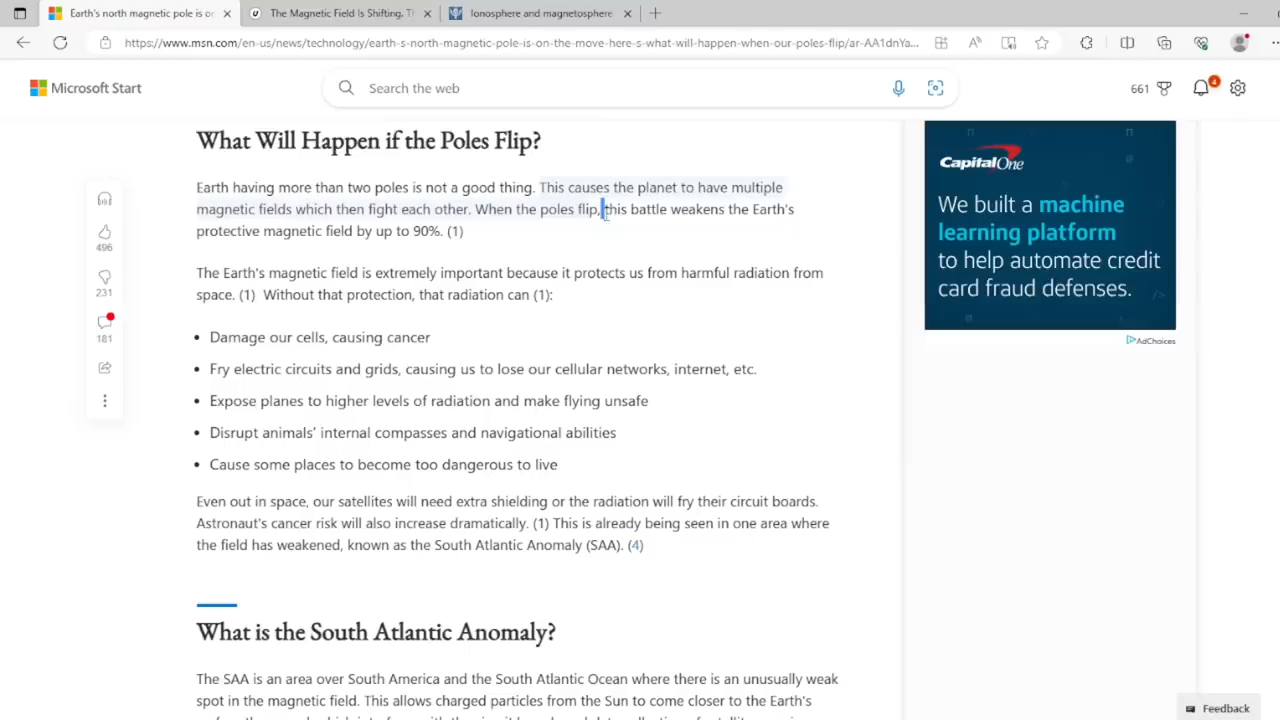 Earth's north magnetic pole is or
The Magnetic Field Is Shifting. Th
Ionosphere and magnetosphere
https://www.msn.com/en-us/news/technology/earth-s-north-magnetic-pole-is-on-the-move-here-s-what-will-happen-when-our-poles-flip/ar-AA1dnYa...
Microsoft Start
Search the web
661
4
What Will Happen if the Poles Flip?
Earth having more than two poles is not a good thing. This causes the planet to have multiple
magnetic fields which then fight each other. When the poles flip, this battle weakens the Earth's
protective magnetic field by up to 90%. (1)
The Earth's magnetic field is extremely important because it protects us from harmful radiation from
space. (1) Without that protection, that radiation can (1):
• Damage our cells, causing cancer
• Fry electric circuits and grids, causing us to lose our cellular networks, internet, etc.
• Expose planes to higher levels of radiation and make flying unsafe
• Disrupt animals’ internal compasses and navigational abilities
• Cause some places to become too dangerous to live
Even out in space, our satellites will need extra shielding or the radiation will fry their circuit boards.
Astronaut's cancer risk will also increase dramatically. (1) This is already being seen in one area where
the field has weakened, known as the South Atlantic Anomaly (SAA). (4)
What is the South Atlantic Anomaly?
The SAA is an area over South America and the South Atlantic Ocean where there is an unusually weak
spot in the magnetic field. This allows charged particles from the Sun to come closer to the Earth's
496
231
181
Capital One
We built a machine
learning platform
to help automate credit
card fraud defenses.
AdChoices
Feedback